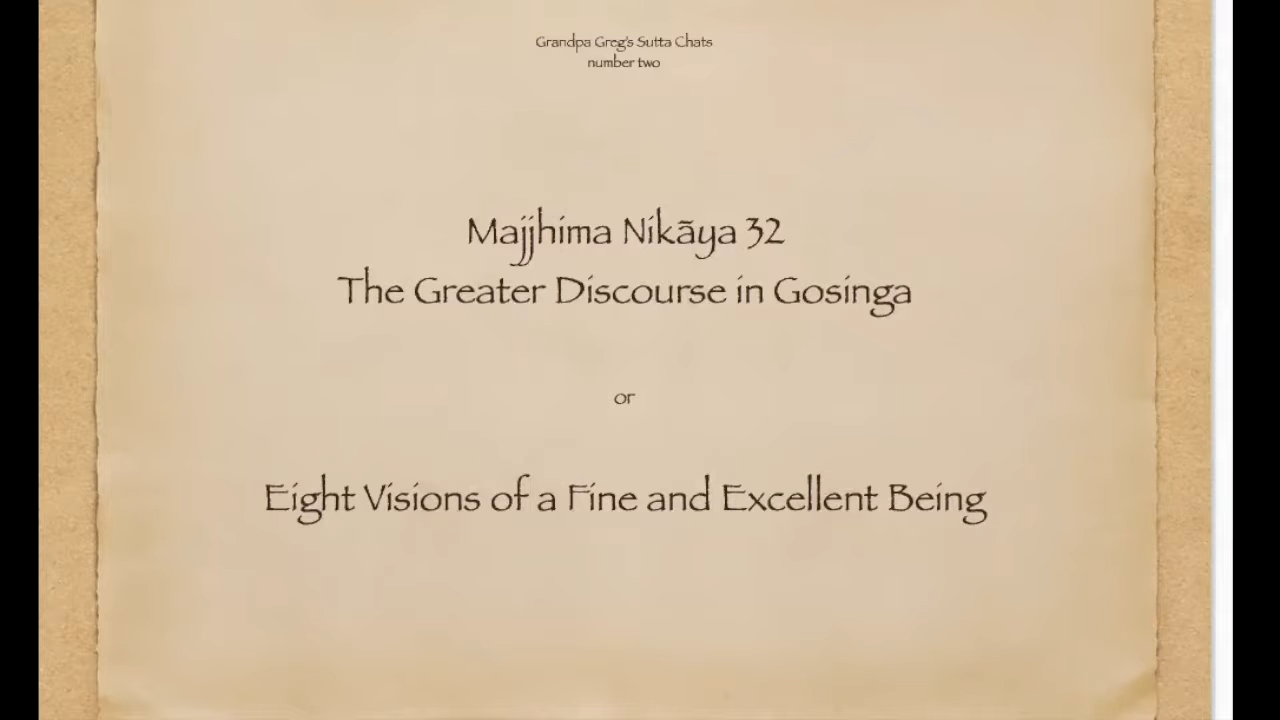 Grandpa Greg's Sutta Chats
number two
Majjhima Nikāya 32
The Greater Discourse in Gosinga
or
Eight Visions of a Fine and Excellent Being